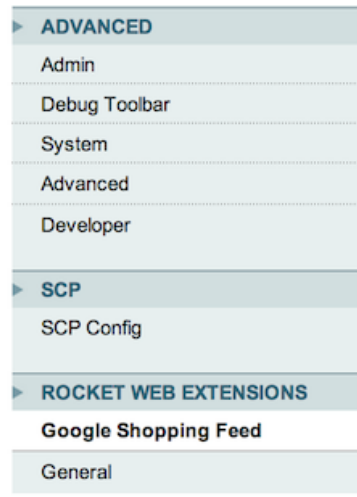 ADVANCED
Admin
Debug Toolbar
System
Advanced
Developer
SCP
SCP Config
ROCKET WEB EXTENSIONS
Google Shopping Feed
General